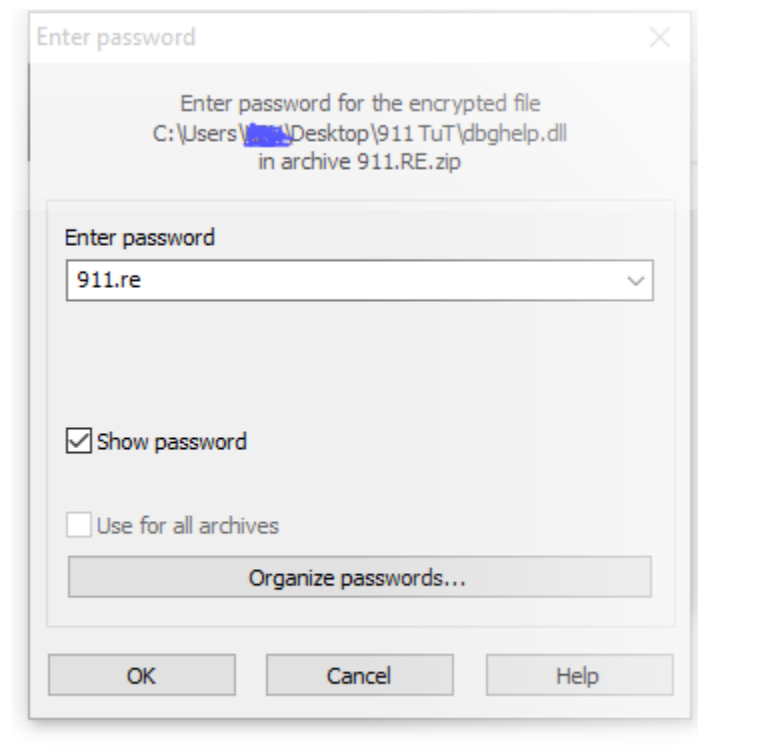 Enter password
Enter password for the encrypted file
C:\Users\\Desktop\911 TuT\dbghelp.dll
in archive 911.RE.zip
Enter password
911.re
Show password
Use for all archives
Organize passwords...
OK
Cancel
Help